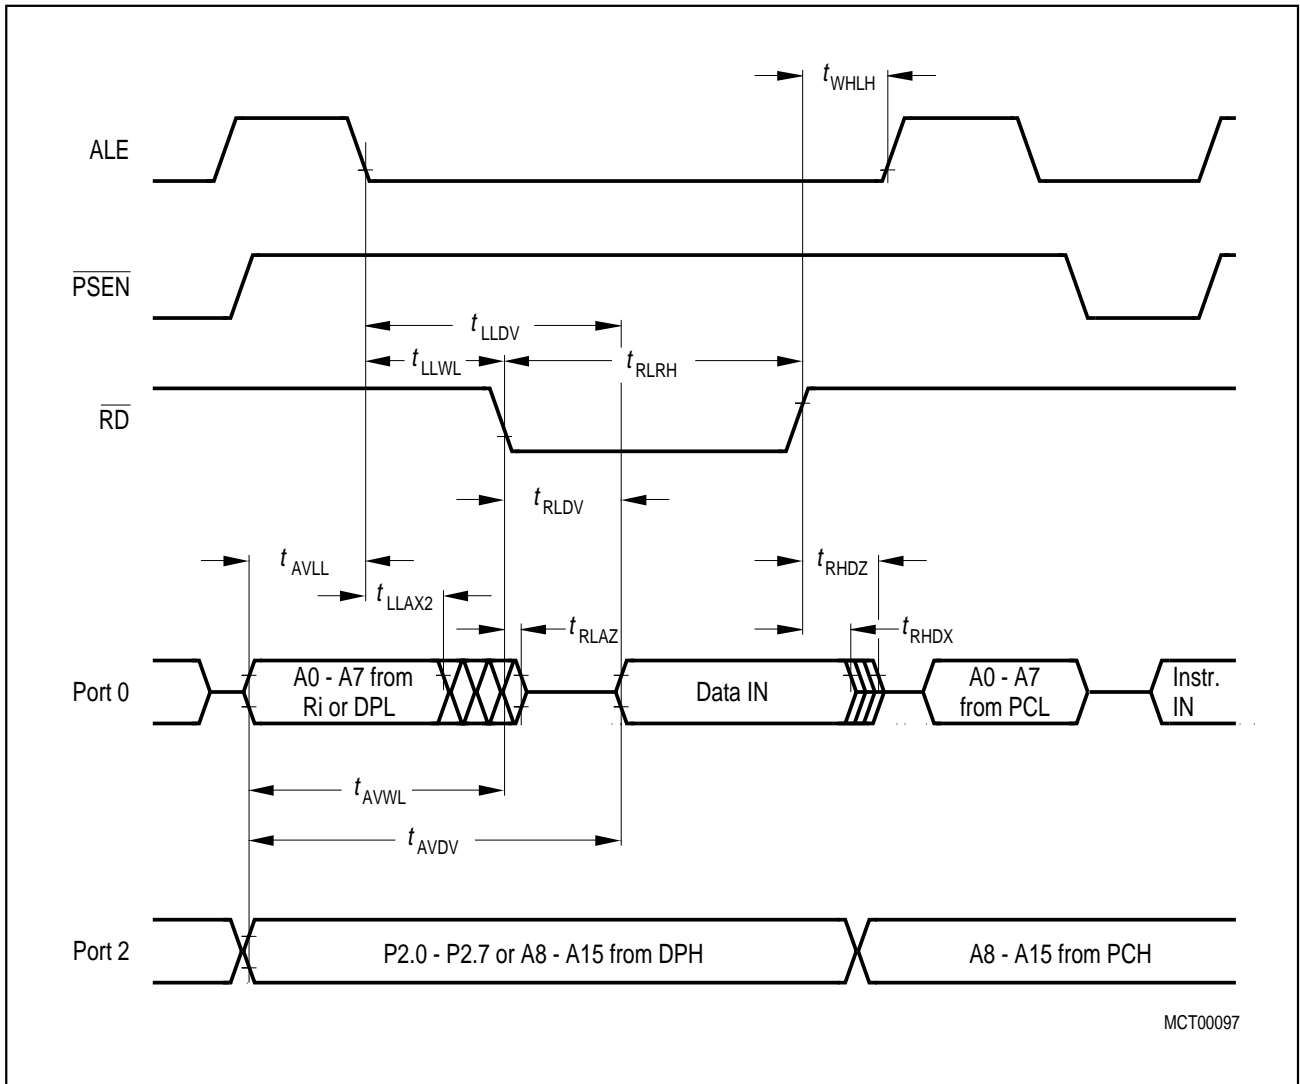 t WHLH
ALE
PSEN
t LLDV
t LLWL
t RLRH
RD
t RLDV
t AVLL
t RHDZ
t LLAX2
t RLAZ
t RHDX
Port 0
A0 - A7 from
Ri or DPL
Data IN
A0 - A7
from PCL
Instr.
IN
t AVWL
t AVDV
Port 2
P2.0 - P2.7 or A8 - A15 from DPH
A8 - A15 from PCH
MCT00097